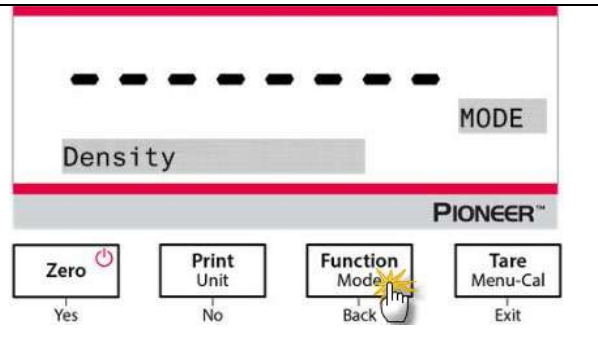 MODE
Density
PIONEER™
Zero Print Function Tare
Unit Mode Menu-Cal
Yes No Back Exit